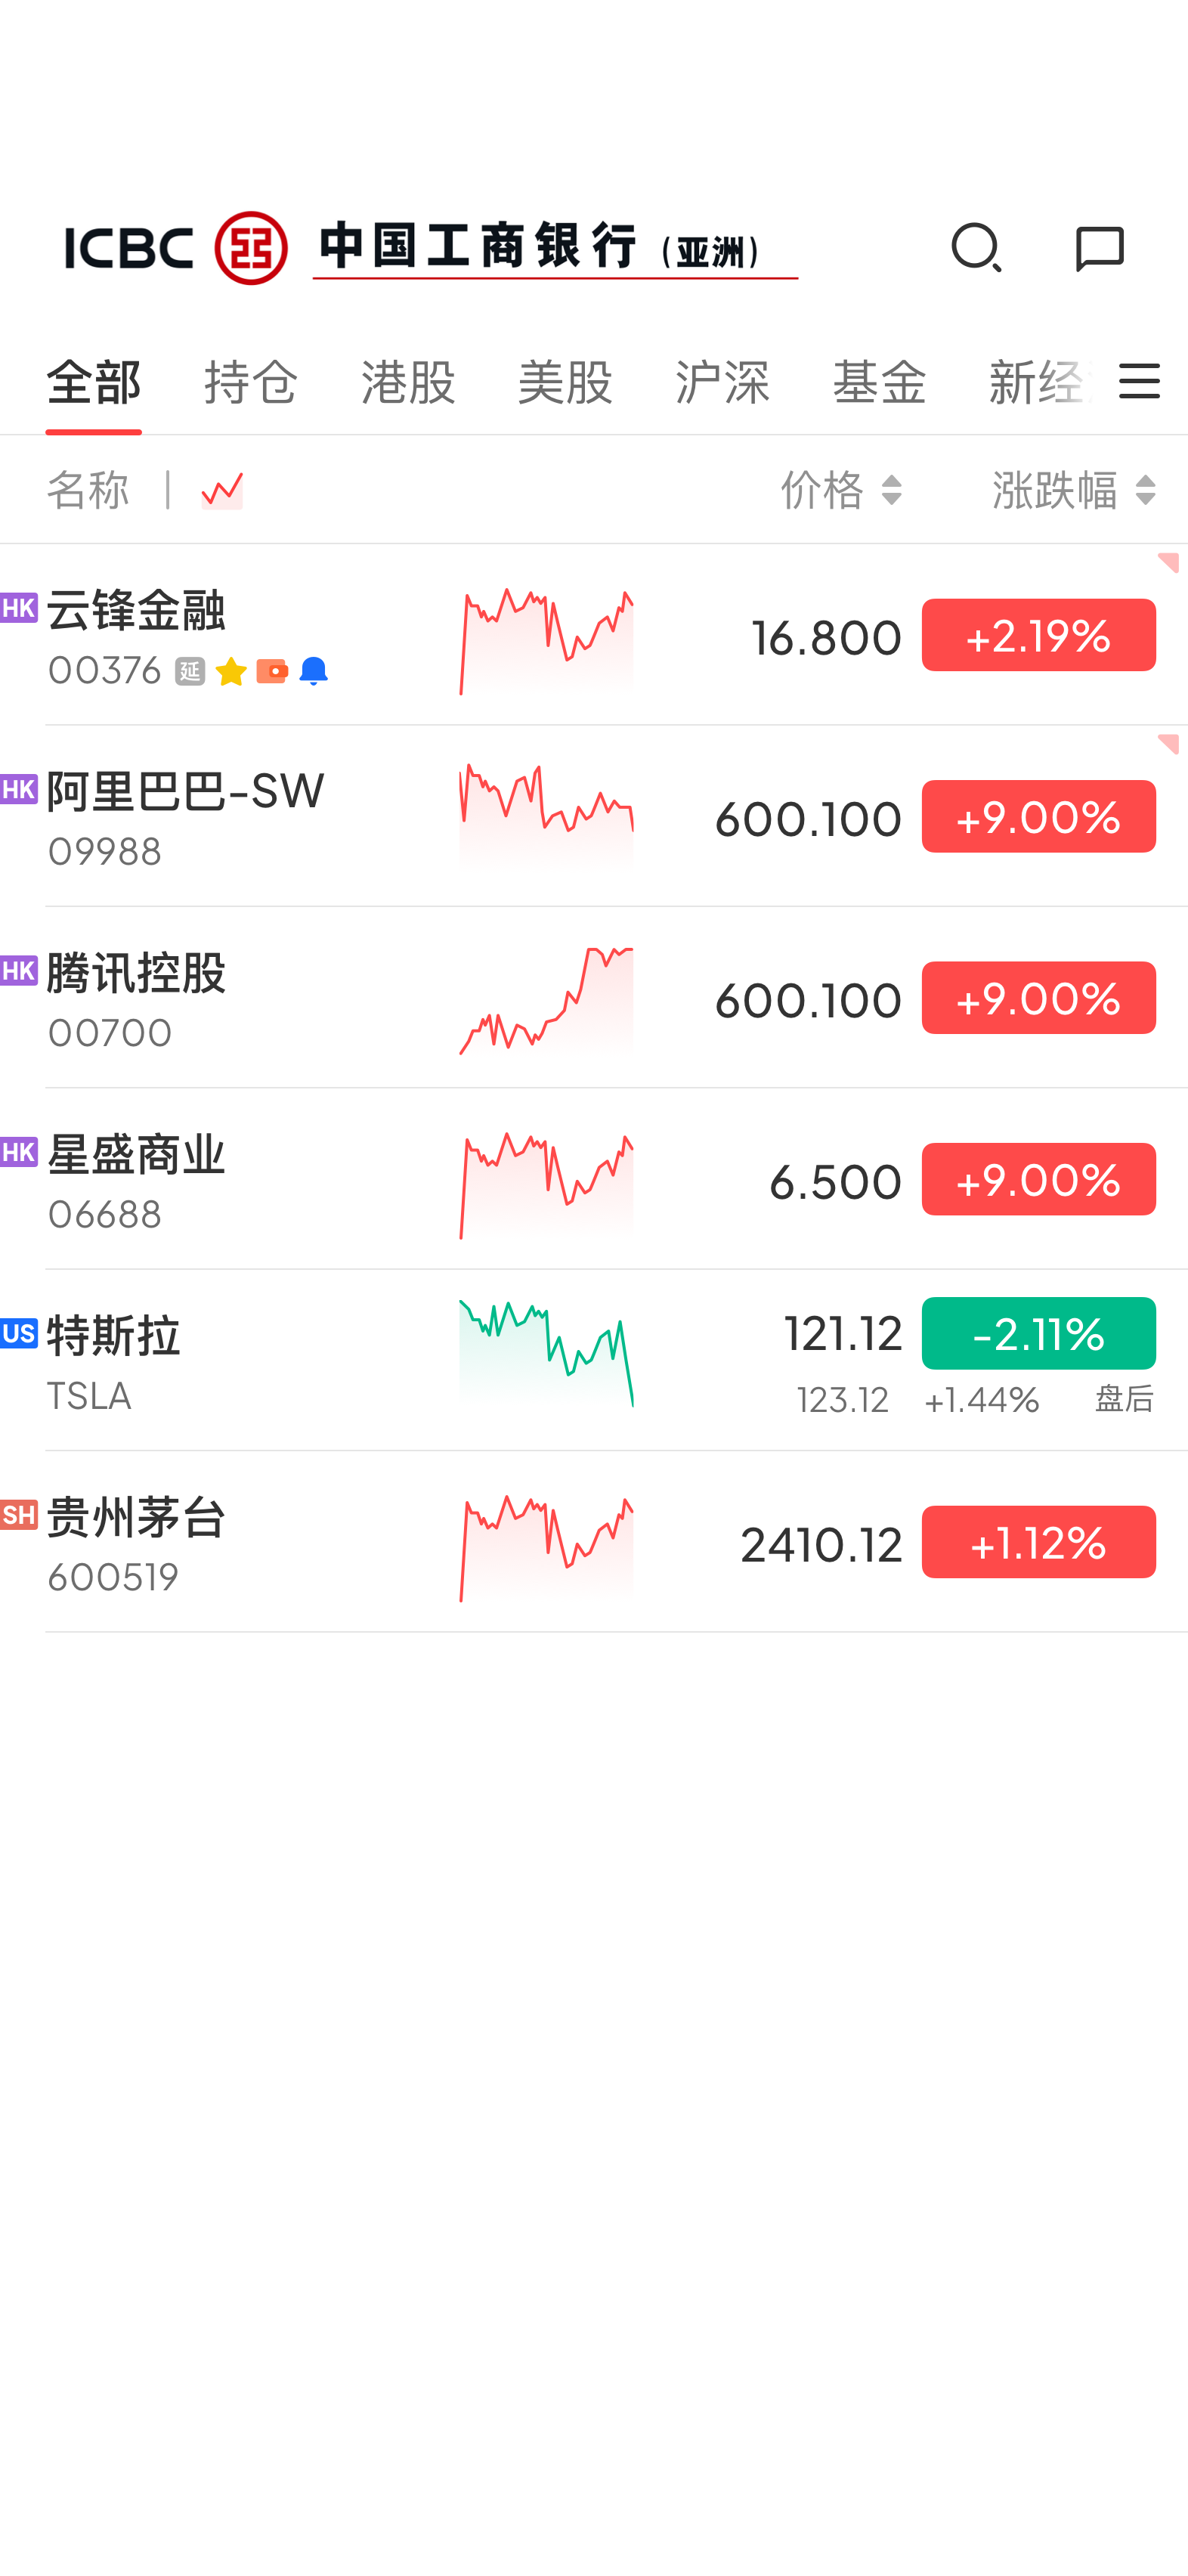 ICBC 中国工商银行（亚洲）
全部 持仓 港股 美股 沪深 基金 新经
名称 价格 涨跌幅
HK 云锋金融 16.800 +2.19%
00376 延
HK 阿里巴巴-SW 600.100 +9.00%
09988
HK 腾讯控股 600.100 +9.00%
00700
HK 星盛商业 6.500 +9.00%
06688
US 特斯拉 121.12 -2.11%
TSLA 123.12 +1.44% 盘后
SH 贵州茅台 2410.12 +1.12%
600519